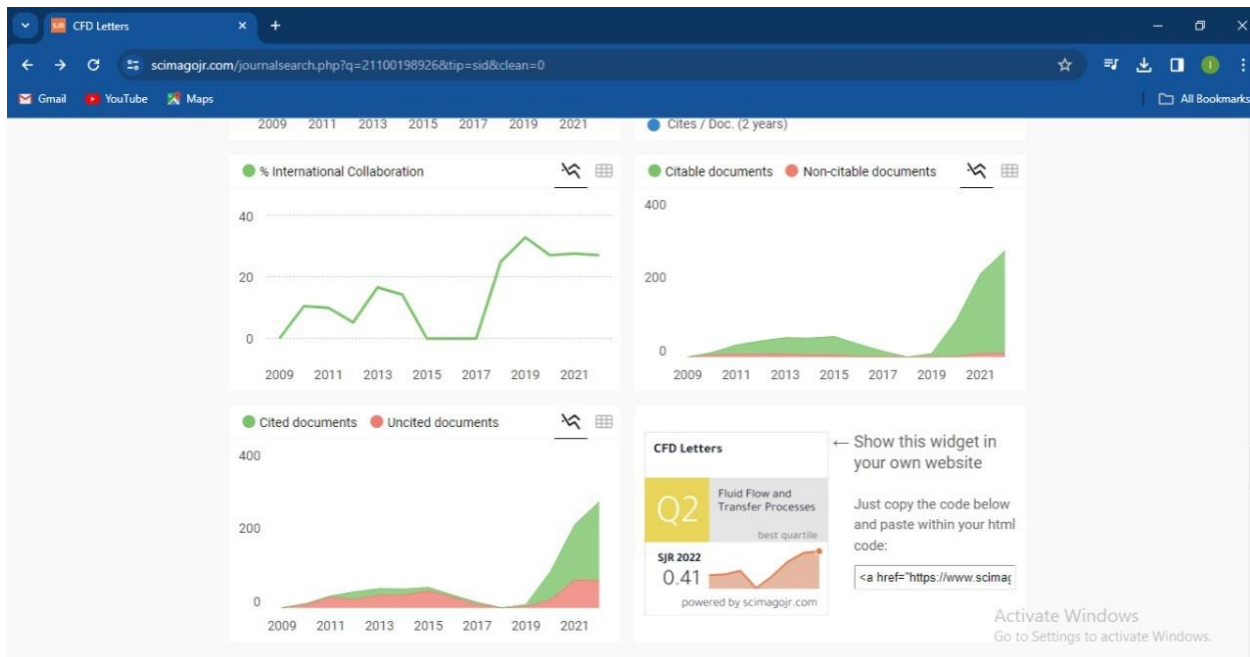 CFD Letters
scimagojr.com/journalsearch.php?q=21100198926&tip=sid&clean=0
Gmail YouTube Maps All Bookmarks
2009 2011 2013 2015 2017 2019 2021
Cites / Doc. (2 years)
% International Collaboration
40
20
0
2009 2011 2013 2015 2017 2019 2021
Citable documents Non-citable documents
400
200
0
2009 2011 2013 2015 2017 2019 2021
Cited documents Uncited documents
400
200
0
2009 2011 2013 2015 2017 2019 2021
CFD Letters
Q2
Fluid Flow and
Transfer Processes
best quartile
SJR 2022
0.41
powered by scimagojr.com
← Show this widget in
your own website
Just copy the code below
and paste within your html
code:
<a href="https://www.scimag
Activate Windows
Go to Settings to activate Windows.